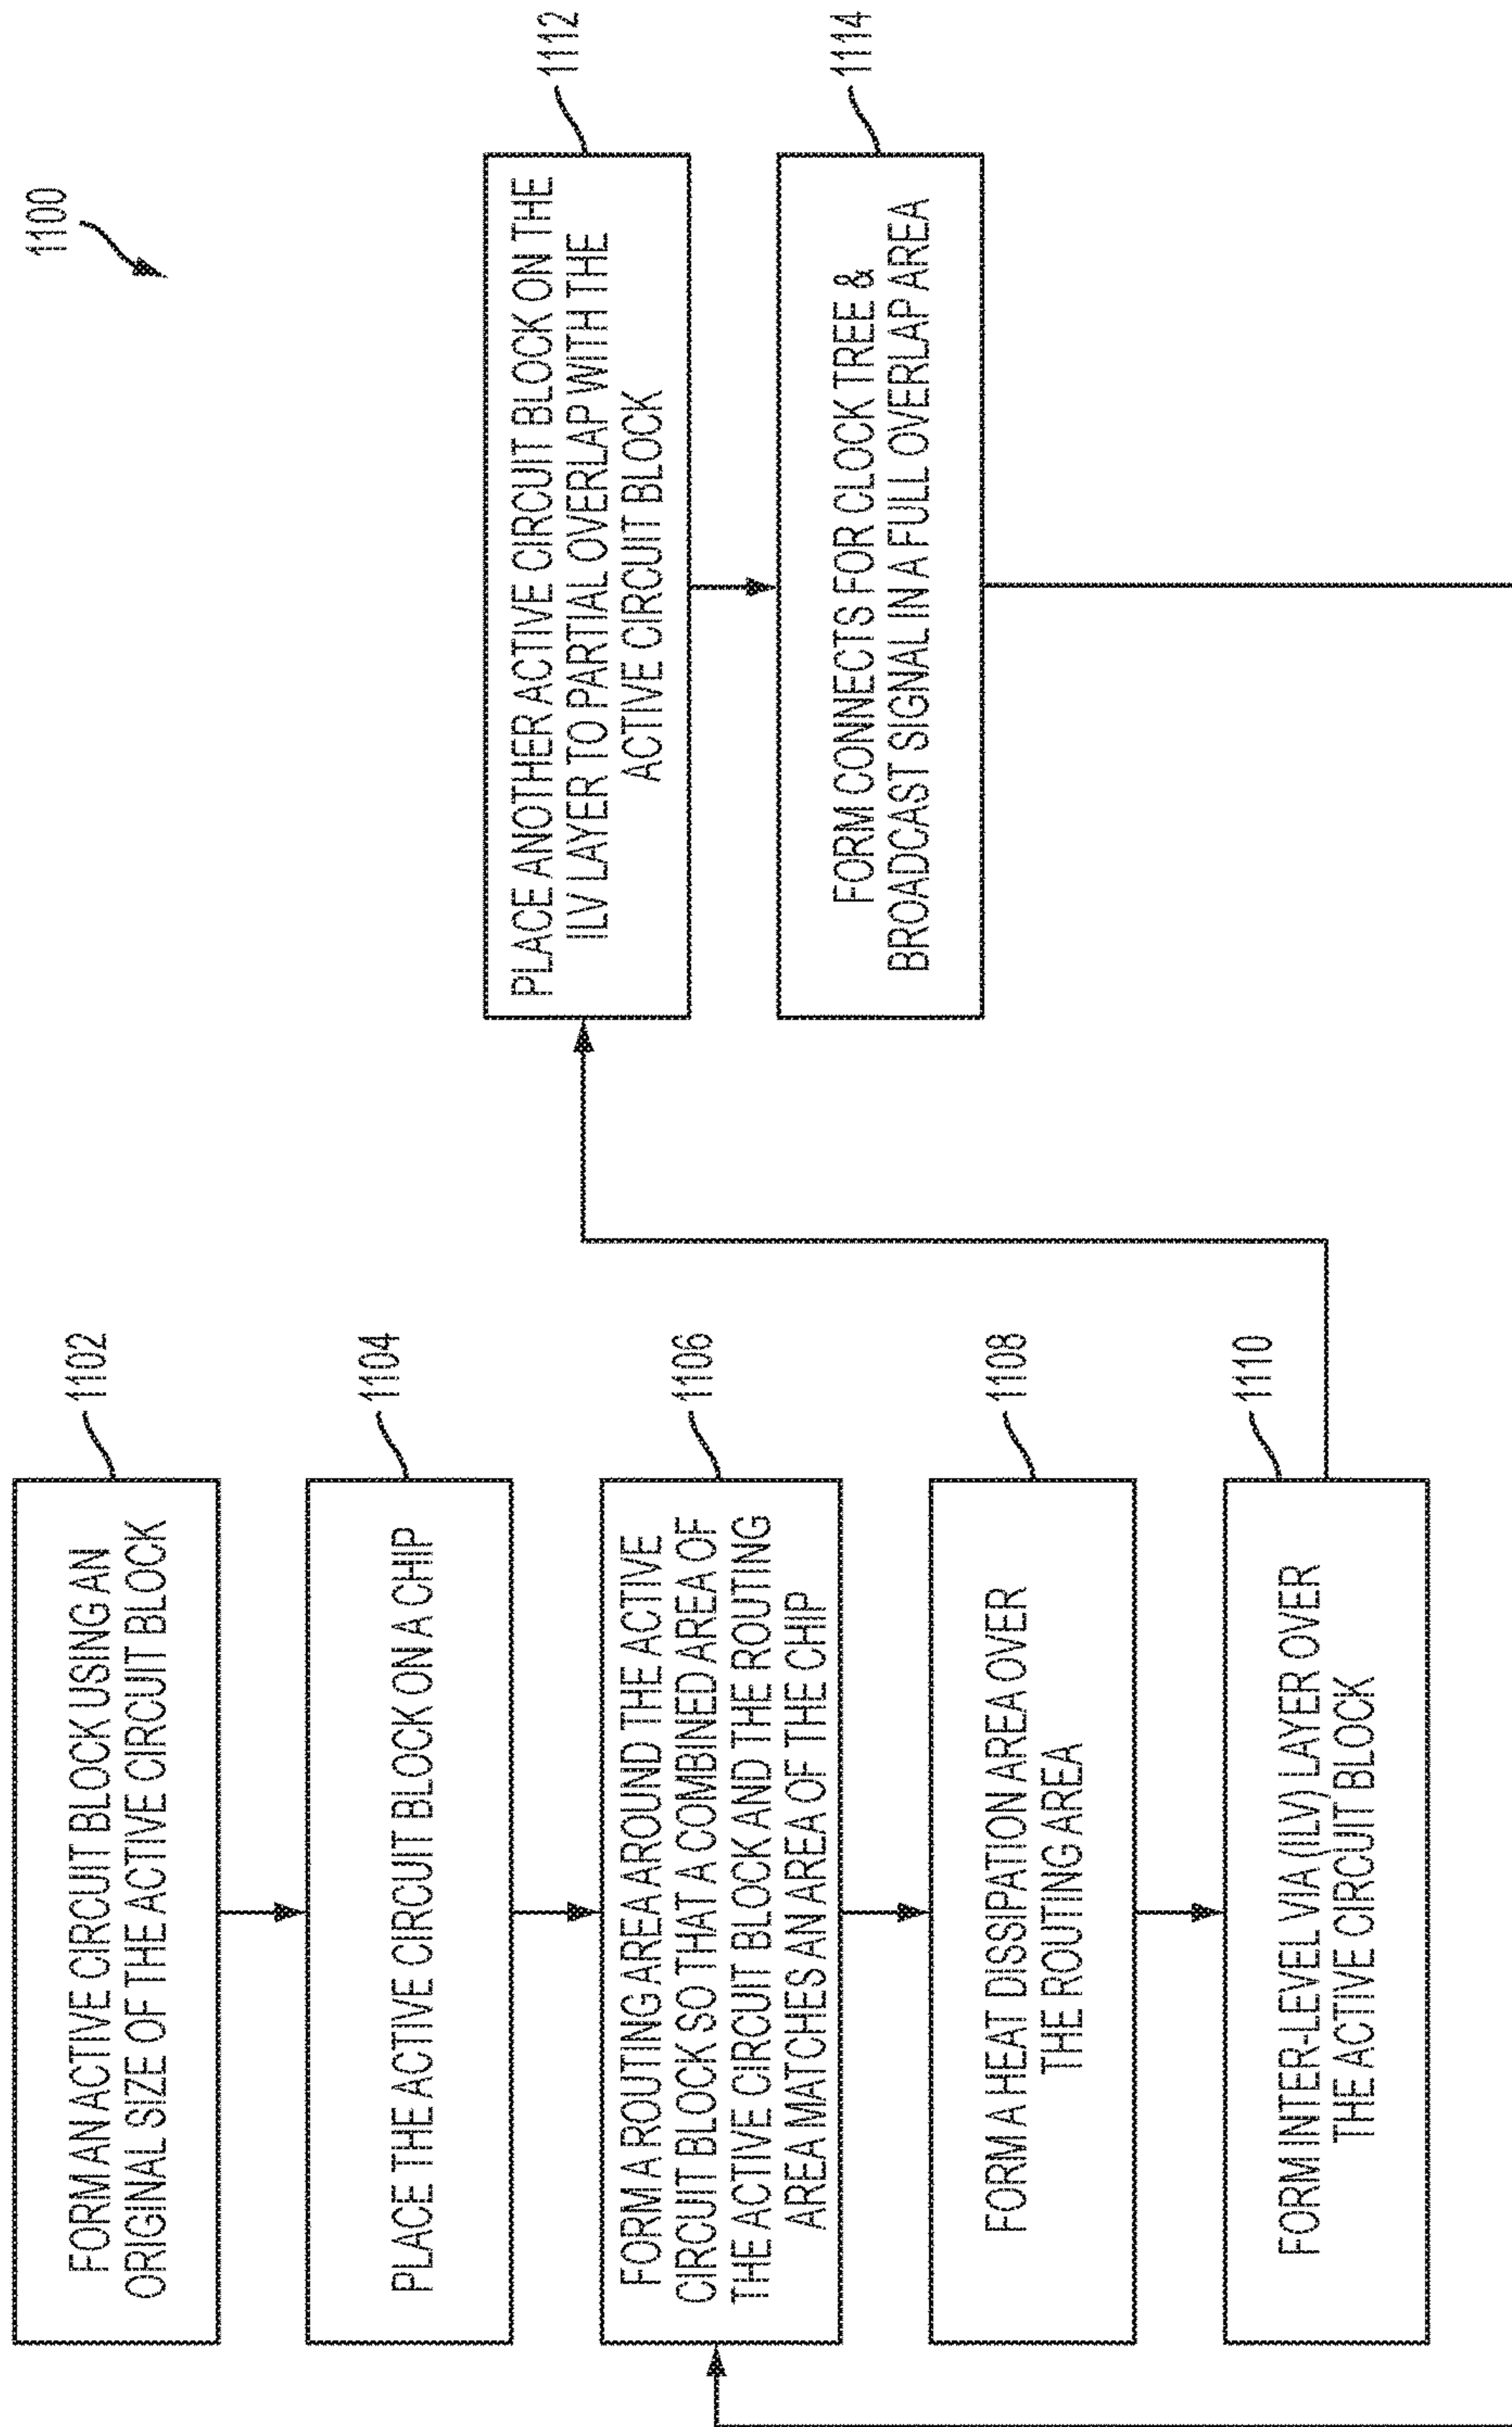 1100
FORM AN ACTIVE CIRCUIT BLOCK USING AN
ORIGINAL SIZE OF THE ACTIVE CIRCUIT BLOCK
1102
PLACE THE ACTIVE CIRCUIT BLOCK ON A CHIP
1104
FORM A ROUTING AREA AROUND THE ACTIVE
CIRCUIT BLOCK SO THAT A COMBINED AREA OF
THE ACTIVE CIRCUIT BLOCK AND THE ROUTING
AREA MATCHES AN AREA OF THE CHIP
1106
FORM A HEAT DISSIPATION AREA OVER
THE ROUTING AREA
1108
FORM INTER-LEVEL VIA (ILV) LAYER OVER
THE ACTIVE CIRCUIT BLOCK
1110
PLACE ANOTHER ACTIVE CIRCUIT BLOCK ON THE
ILV LAYER TO PARTIAL OVERLAP WITH THE
ACTIVE CIRCUIT BLOCK
1112
FORM CONNECTS FOR CLOCK TREE &
BROADCAST SIGNAL IN A FULL OVERLAP AREA
1114